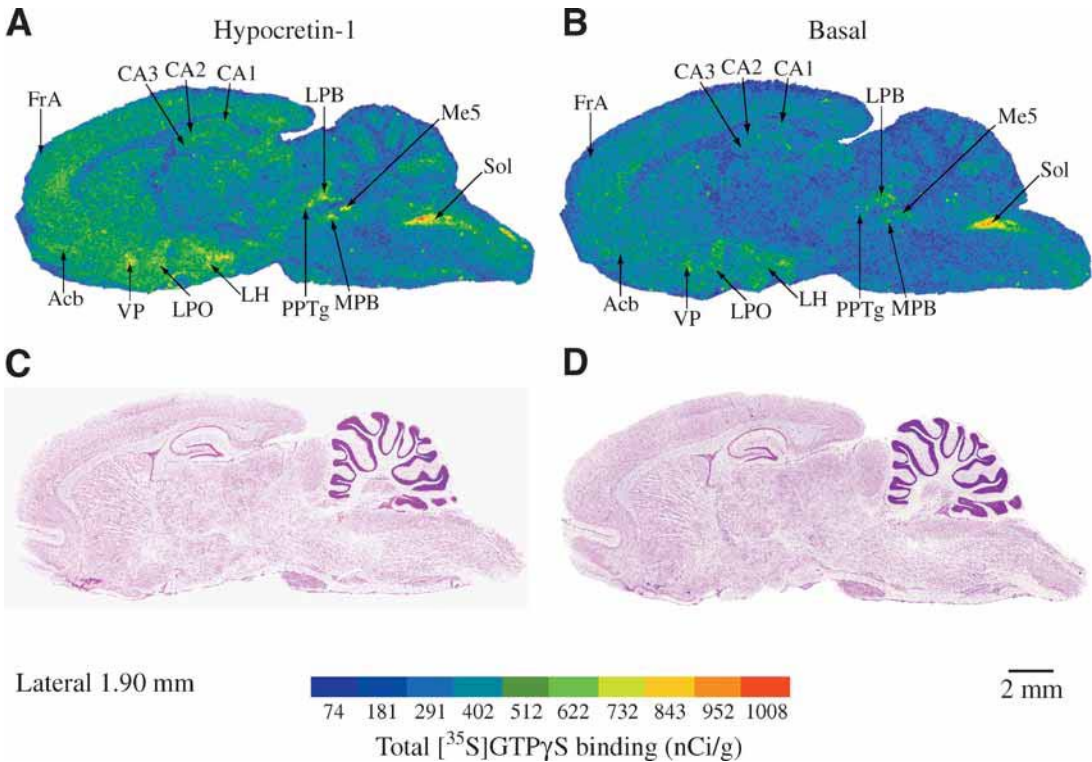 A
Hypocretin-1
CA3 CA2 CA1
FrA
LPB
Me5
Sol
Acb
VP
LPO
LH
PPTg
MPB
B
Basal
CA3 CA2 CA1
FrA
LPB
Me5
Sol
Acb
VP
LPO
LH
PPTg
MPB
C
D
Lateral 1.90 mm
74 181 291 402 512 622 732 843 952 1008
Total [³⁵S]GTPγS binding (nCi/g)
2 mm